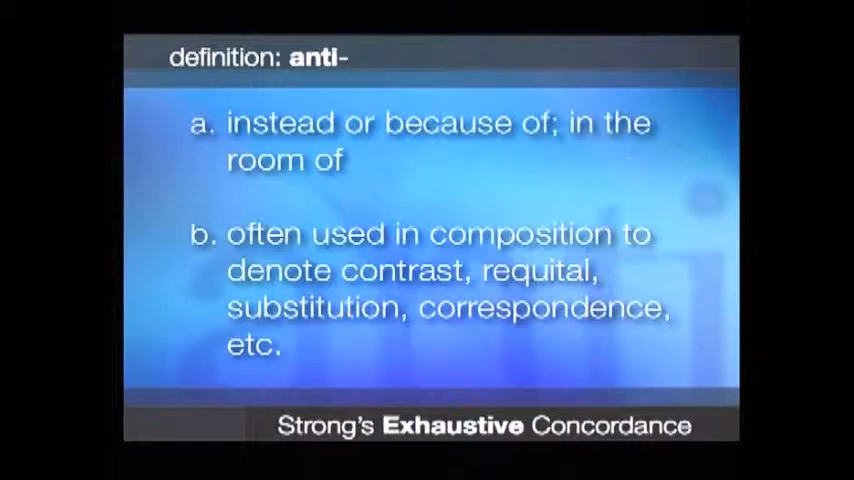 definition: anti-
a. instead or because of; in the
room of
b. often used in composition to
denote contrast, requital,
substitution, correspondence,
etc.
Strong's Exhaustive Concordance